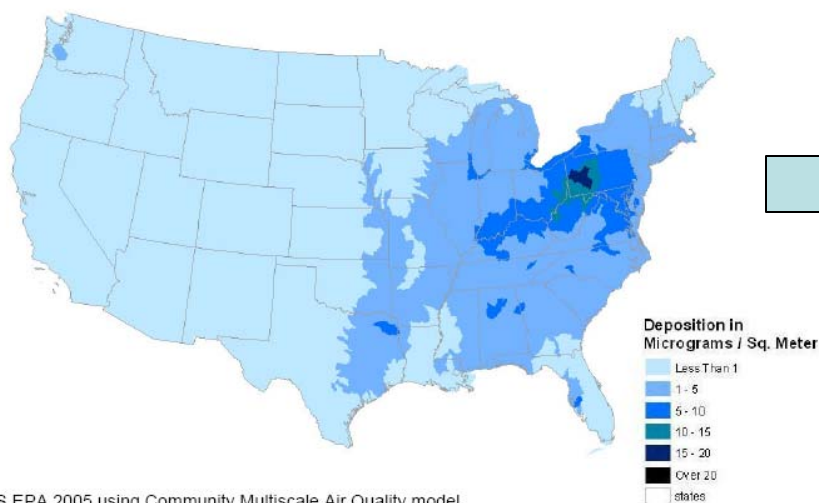 Deposition in
Micrograms / Sq. Meter
Less Than 1
1 - 5
5 - 10
10 - 15
15 - 20
Over 20
states
S EPA 2005 using Community Multiscale Air Quality model